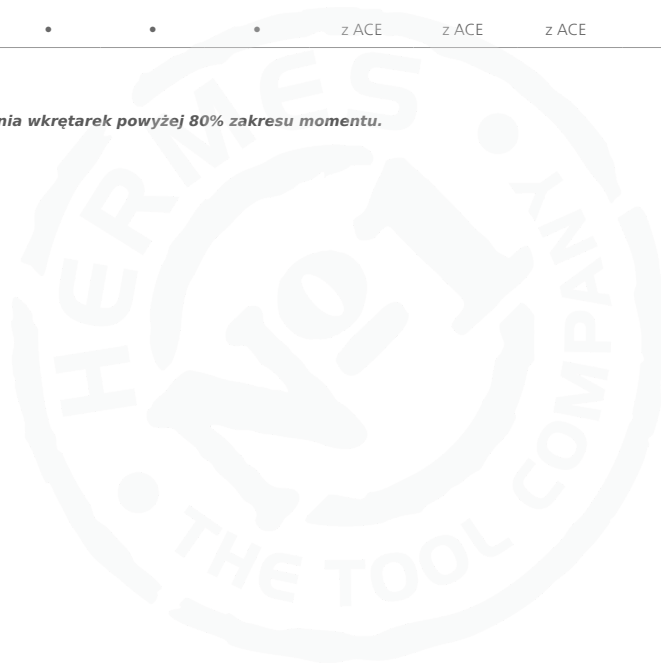 • • • z ACE z ACE z ACE
nia wkrętarek powyżej 80% zakresu momentu.
HERMES
No1
THE TOOL COMPANY